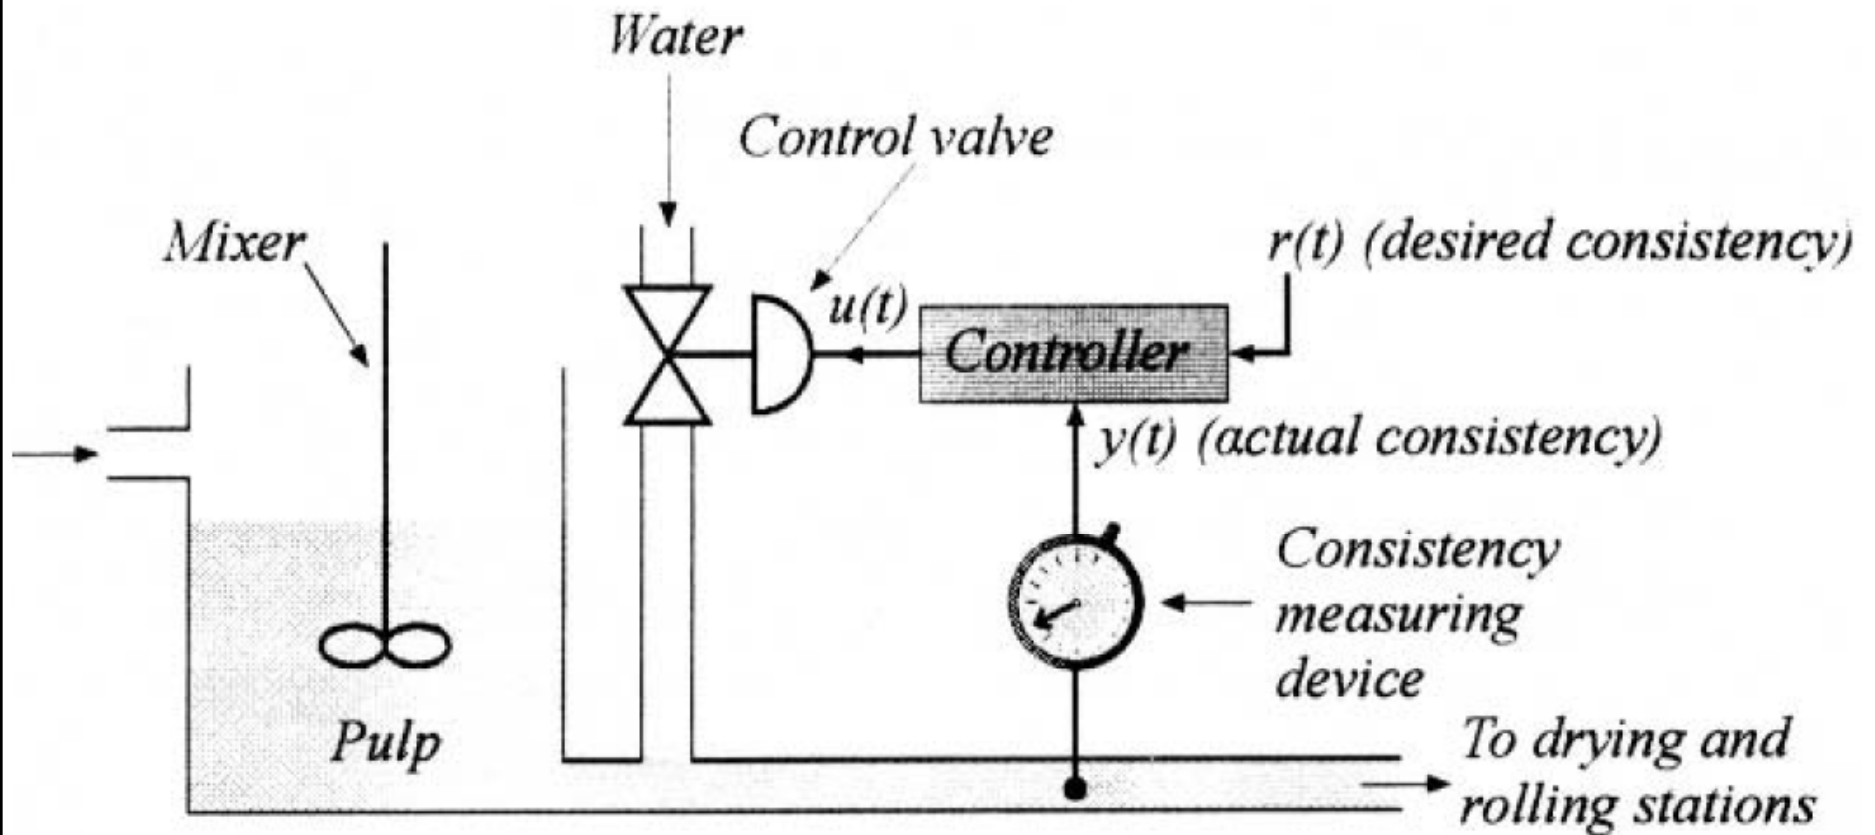 Water
Control valve
Mixer
r(t) (desired consistency)
u(t)
Controller
y(t) (actual consistency)
Consistency
measuring
device
Pulp
To drying and
rolling stations